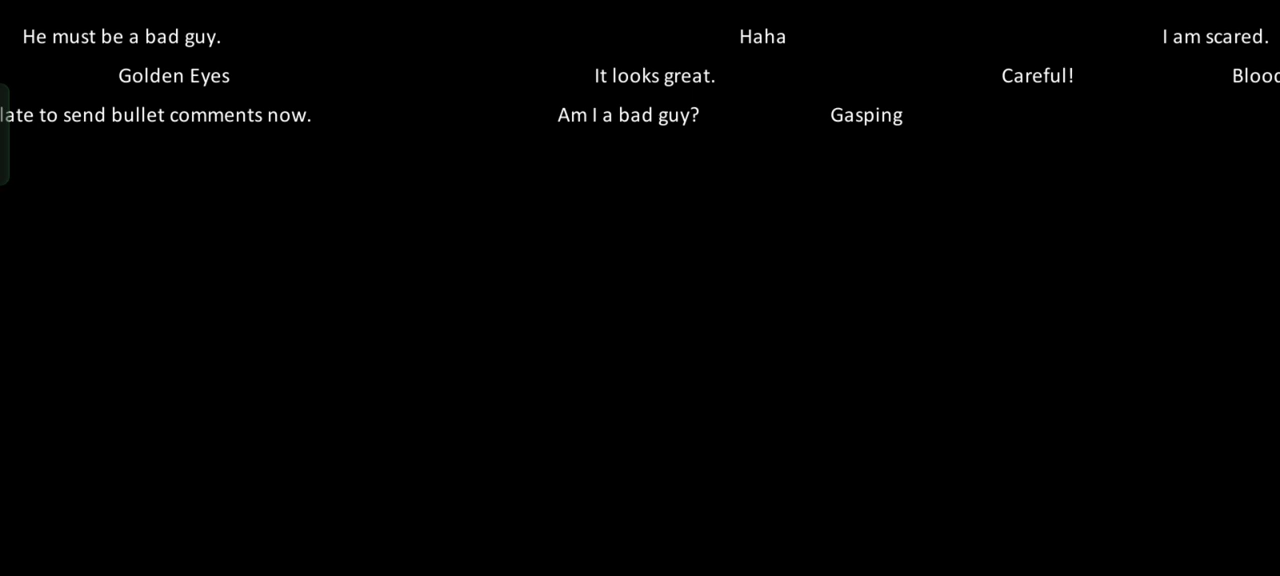 He must be a bad guy. Haha I am scared.
Golden Eyes It looks great. Careful!
to send bullet comments now. Am I a bad guy? Gasping